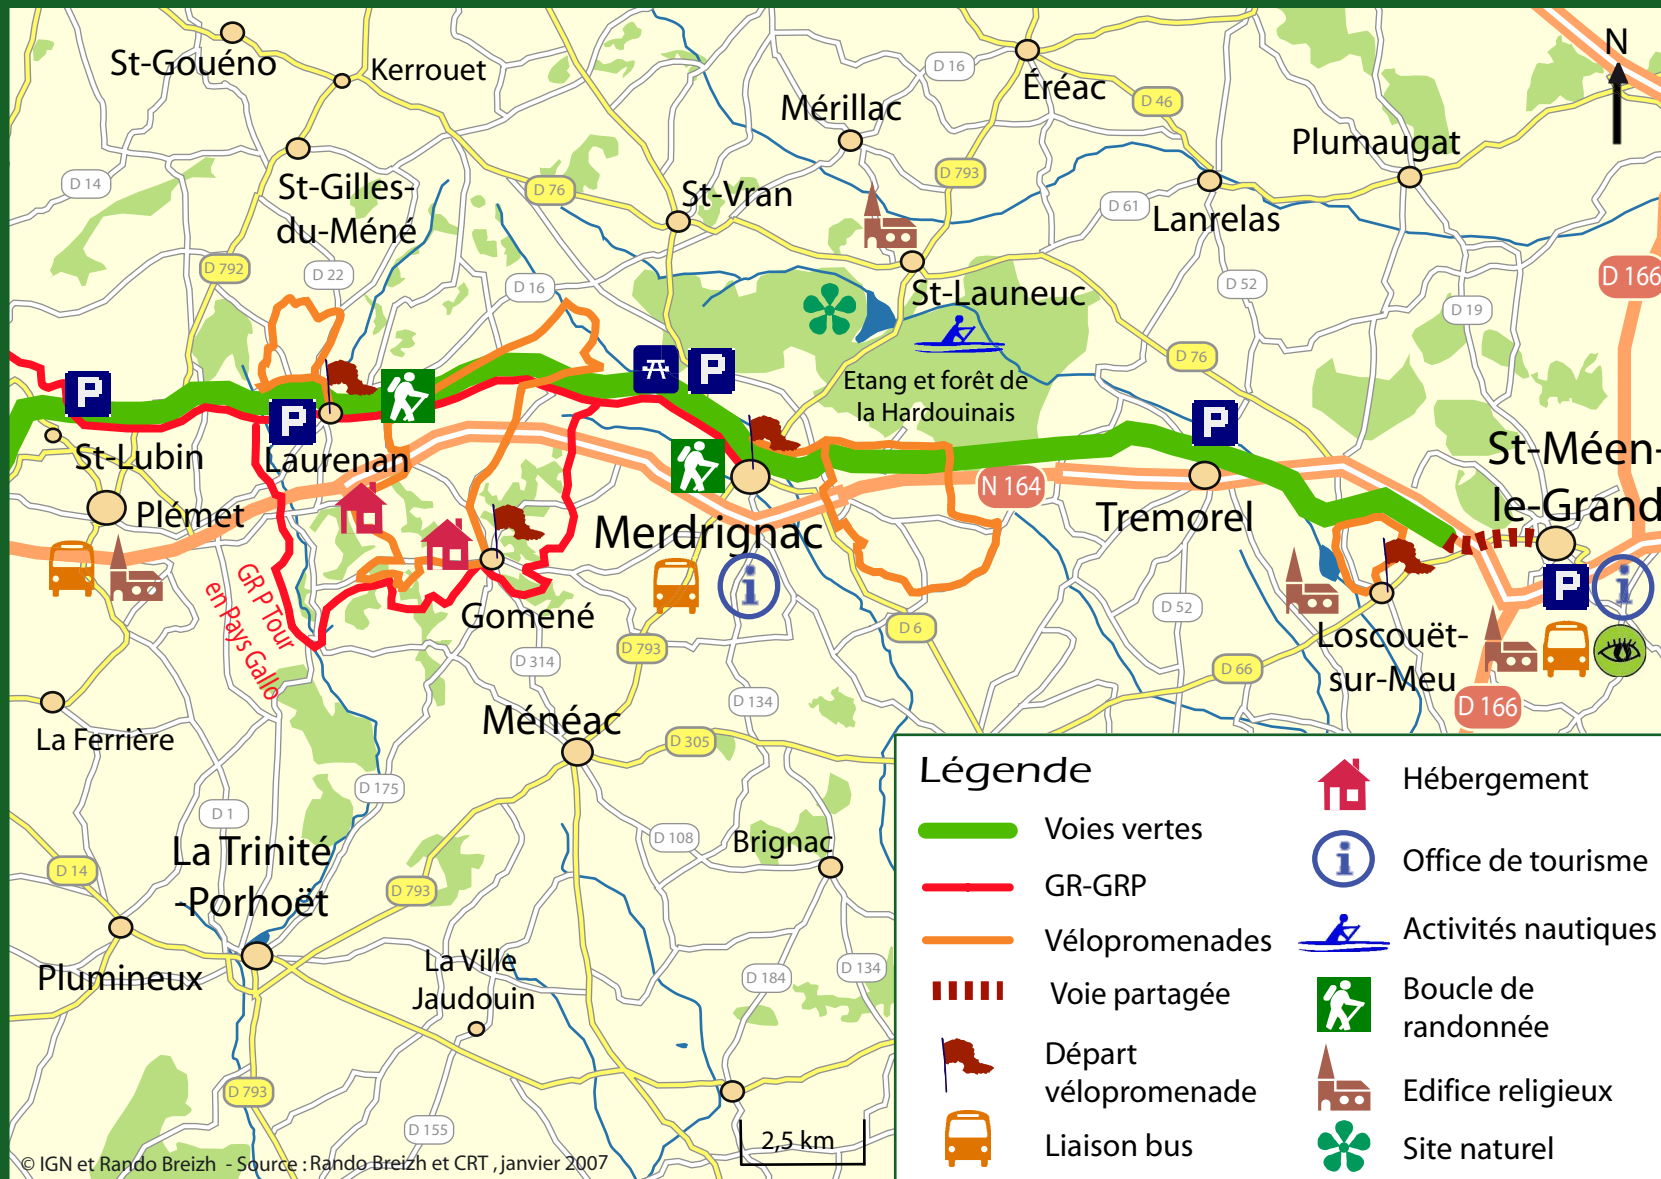 N
St-Gouéno
Kerrouet
D 16
Éréac
D 46
Mérillac
Plumaugat
D 14
St-Gilles-
du-Méné
D 76
St-Vran
D 793
D 61
Lanrelas
D 792
D 22
D 16
St-Launeuc
D 52
D 166
D 19
D 76
Etang et forêt de
la Hardouinais
P
P
P
P
St-Lubin
Laurenan
Plémet
N 164
Tremorel
St-Méen-
le-Grand
Merdrignac
i
P
i
GR P Tour
en Pays Gallo
Gomené
D 793
D 6
D 52
D 66
Loscouët-
sur-Meu
D 166
D 314
D 134
La Ferrière
Ménéac
D 305
D 175
D 1
D 108
Brignac
La Trinité
-Porhoët
D 14
D 793
Plumineux
La Ville
Jaudouin
D 184
D 134
D 793
D 155
2,5 km
© IGN et Rando Breizh - Source : Rando Breizh et CRT , janvier 2007
Légende
Voies vertes
GR-GRP
Vélopromenades
Voie partagée
Départ
vélopromenade
Liaison bus
Hébergement
i
Office de tourisme
Activités nautiques
Boucle de
randonnée
Edifice religieux
Site naturel